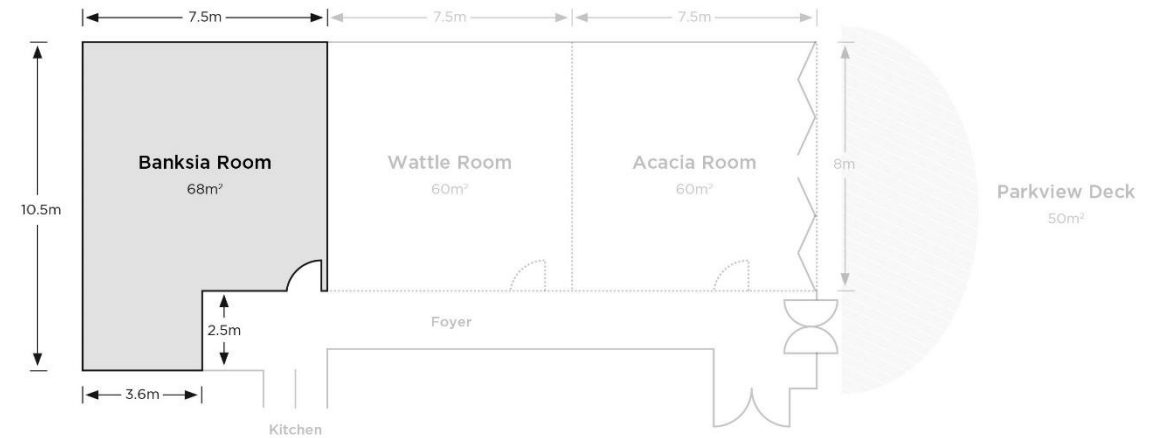 7.5m
7.5m
7.5m
Banksia Room
68m²
Wattle Room
60m²
Acacia Room
60m²
8m
Parkview Deck
50m²
10.5m
2.5m
Foyer
3.6m
Kitchen